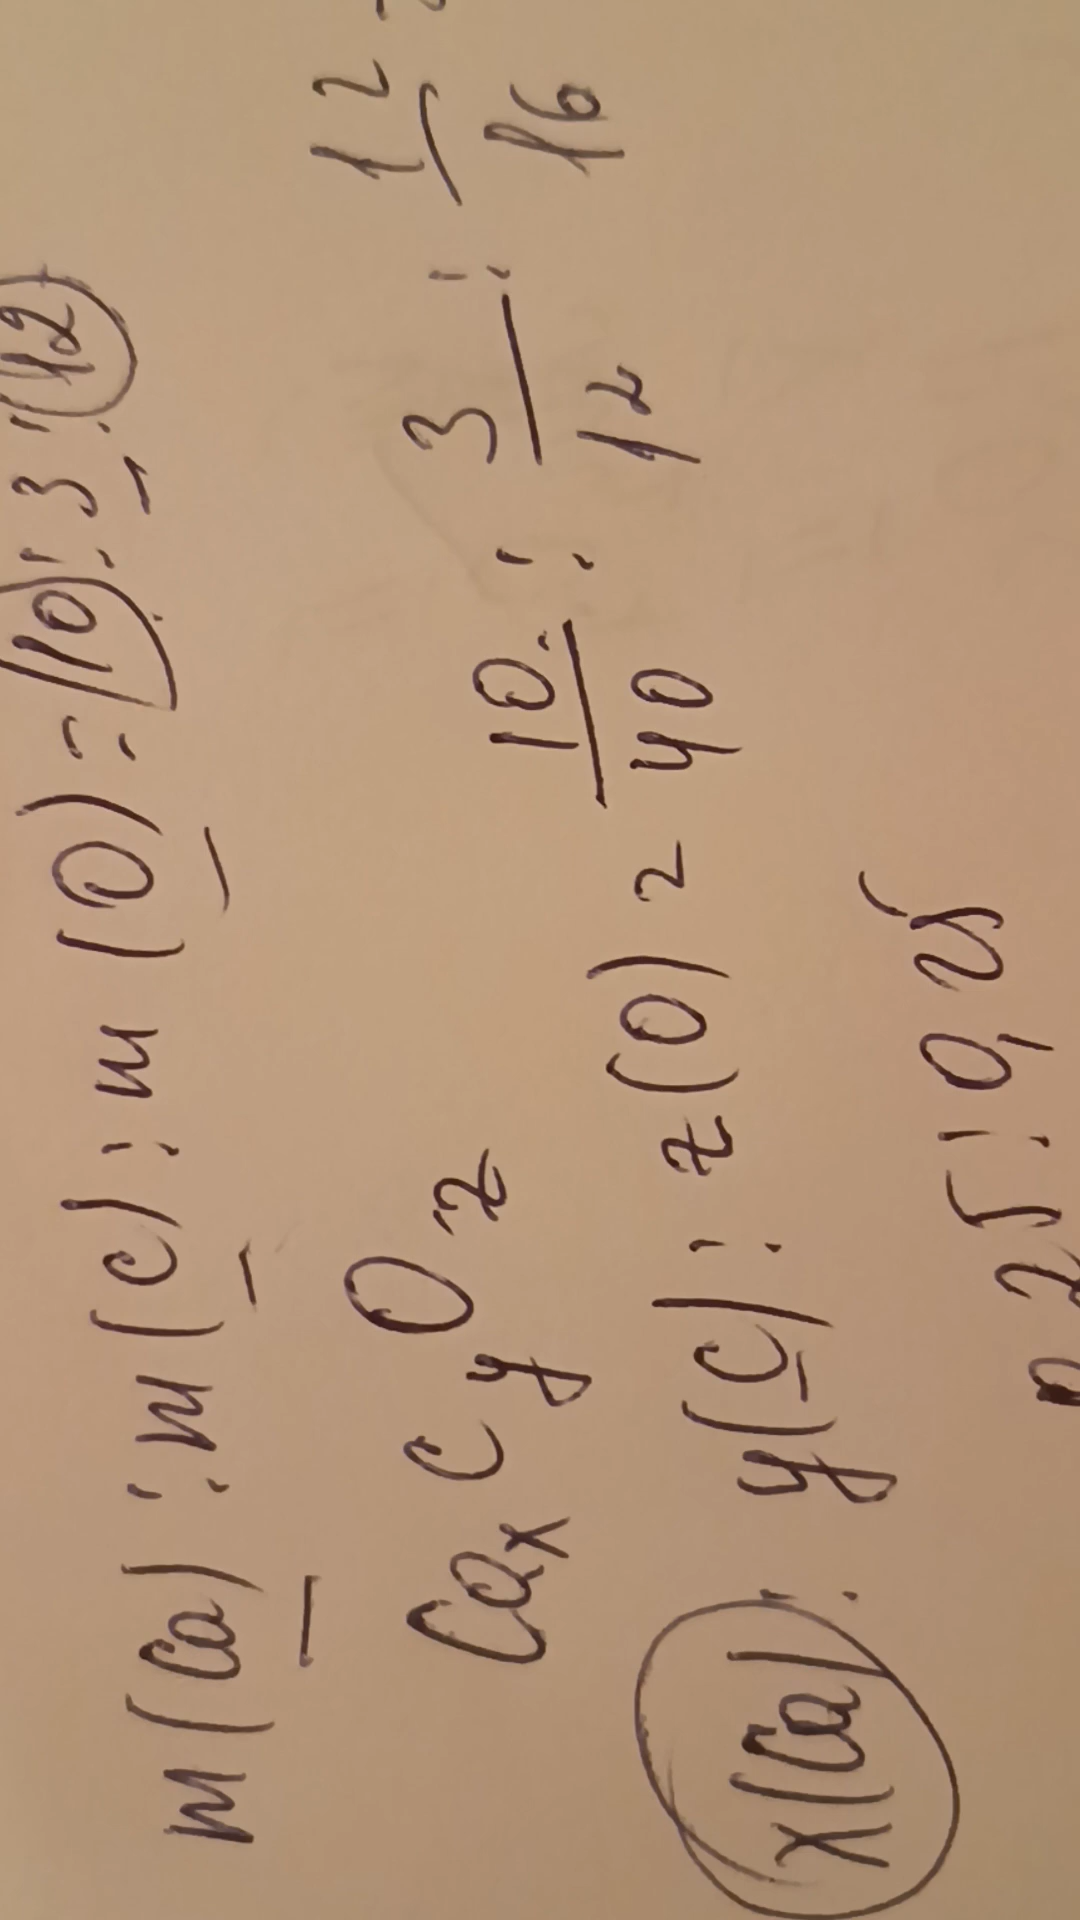 m(Ca) : m(C) : m(O) = 10 : 3 : 12
CaxCyOz
x(Ca) : y(C) : z(O) = 10/40 : 3/12 : 12/16 =
0,25 : 0,25